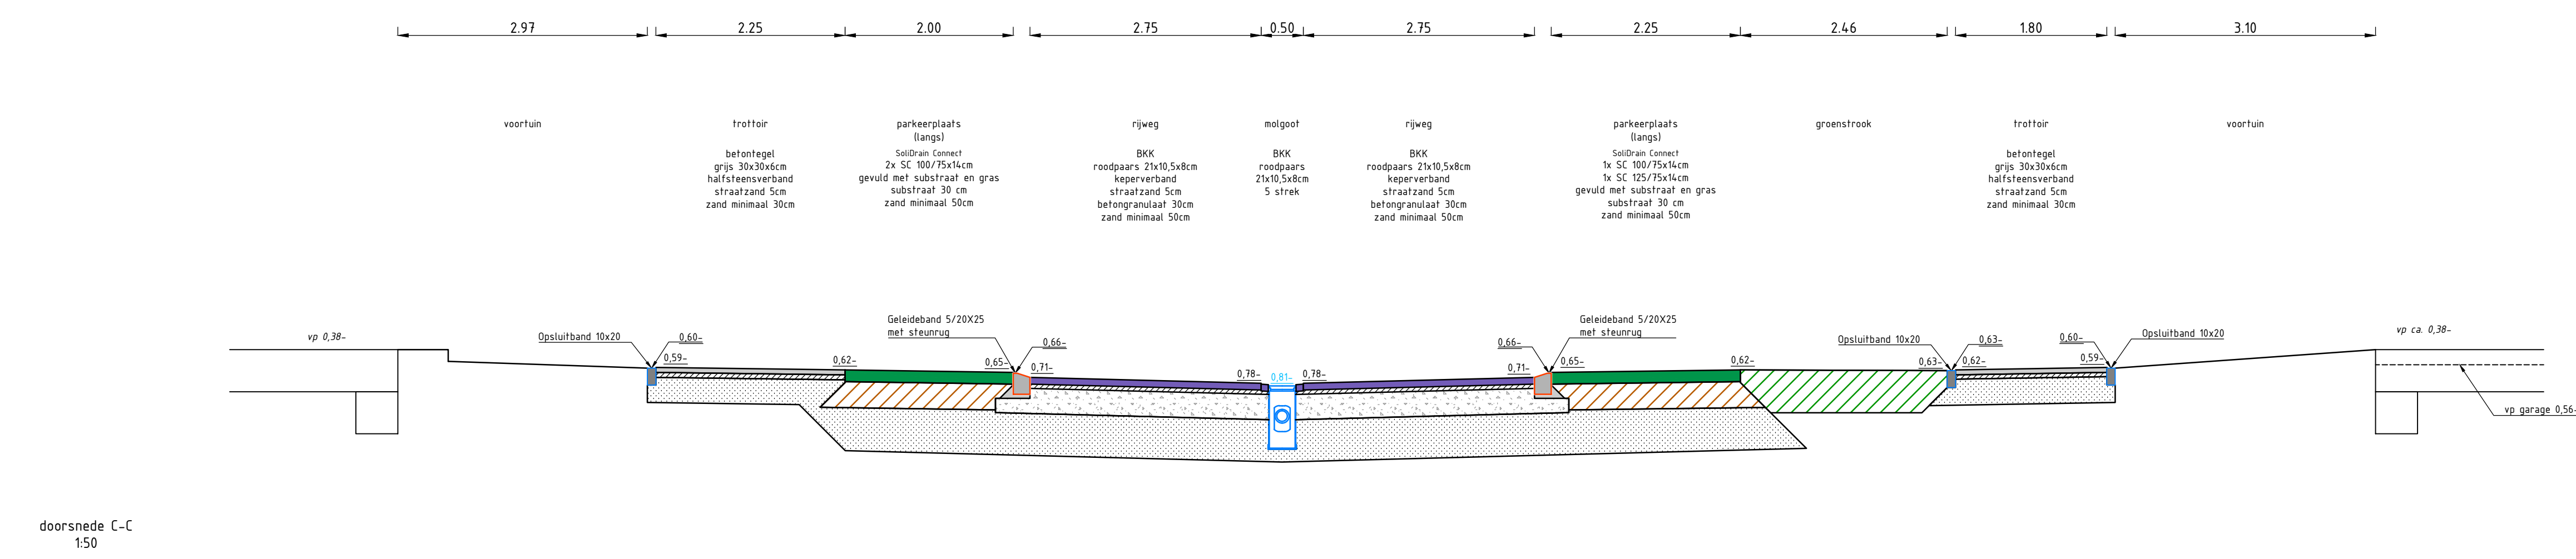 2.97
2.25
2.00
2.75
0.50
2.75
2.25
2.46
1.80
3.10
voortuin
trottoir
betontegel
grijs 30x30x6cm
halfsteensverband
straatzand 5cm
zand minimaal 30cm
parkeerplaats
(langs)
SoliDrain Connect
2x SC 100/75x14cm
gevuld met substraat en gras
substraat 30 cm
zand minimaal 50cm
rijweg
BKK
roodpaars 21x10,5x8cm
keperverband
straatzand 5cm
betongranulaat 30cm
zand minimaal 50cm
molgoot
BKK
roodpaars
21x10,5x8cm
5 strek
rijweg
BKK
roodpaars 21x10,5x8cm
keperverband
straatzand 5cm
betongranulaat 30cm
zand minimaal 50cm
parkeerplaats
(langs)
SoliDrain Connect
1x SC 100/75x14cm
1x SC 125/75x14cm
gevuld met substraat en gras
substraat 30 cm
zand minimaal 50cm
groenstrook
trottoir
betontegel
grijs 30x30x6cm
halfsteensverband
straatzand 5cm
zand minimaal 30cm
voortuin
vp 0,38-
Opsluitband 10x20
0,60-
0,59-
0,62-
Geleideband 5/20X25
met steunrug
0,65-
0,66-
0,71-
0,78-
0,81-
0,78-
0,71-
0,66-
Geleideband 5/20X25
met steunrug
0,65-
0,62-
Opsluitband 10x20
0,63-
0,63-
0,62-
0,60-
0,59-
Opsluitband 10x20
vp ca. 0,38-
vp garage 0,56-
doorsnede C-C
1:50